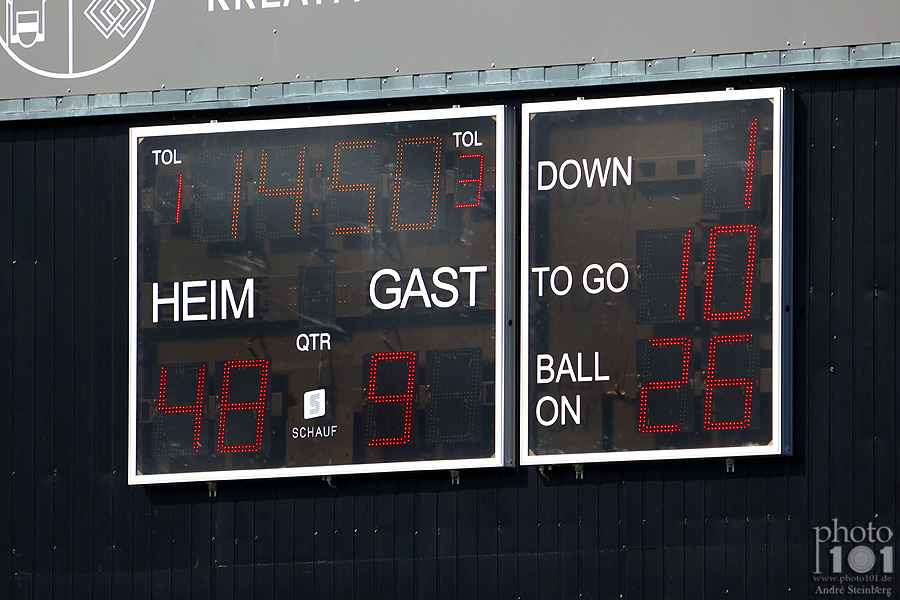 KREATI
TOL 1 14:50 TOL 3
HEIM GAST
QTR
48 9
SCHAUF
DOWN 1
TO GO 10
BALL ON 26
photo
101
www.photo101.de
André Steinberg